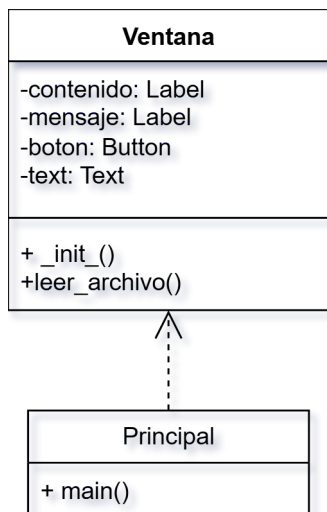 Ventana
-contenido: Label
-mensaje: Label
-boton: Button
-text: Text
+ _init_()
+leer_archivo()
Principal
+ main()